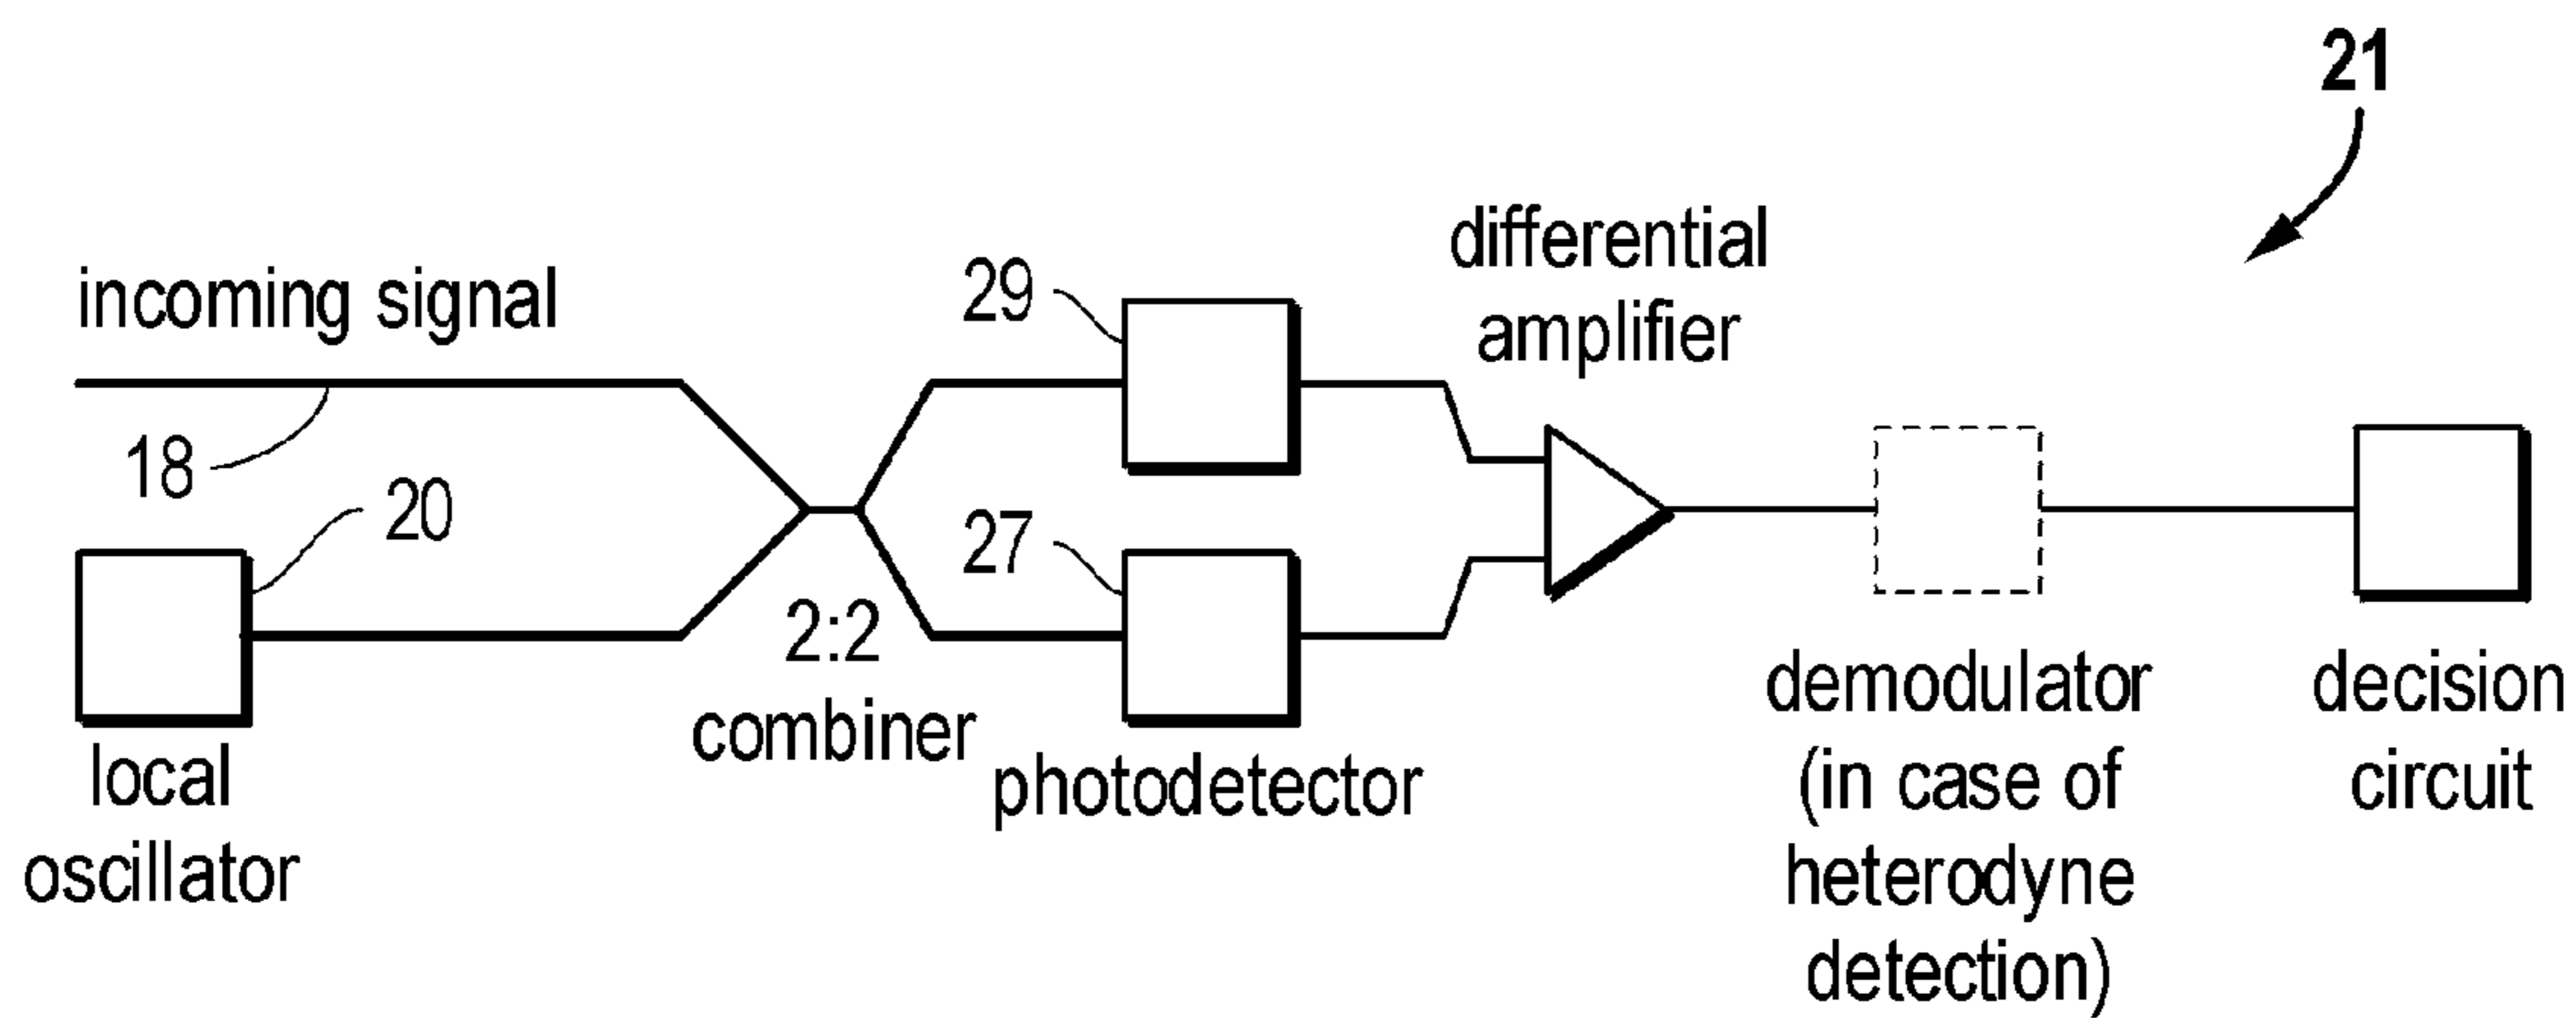 21
incoming signal
18
20
local
oscillator
2:2
combiner
29
27
photodetector
differential
amplifier
demodulator
(in case of
heterodyne
detection)
decision
circuit